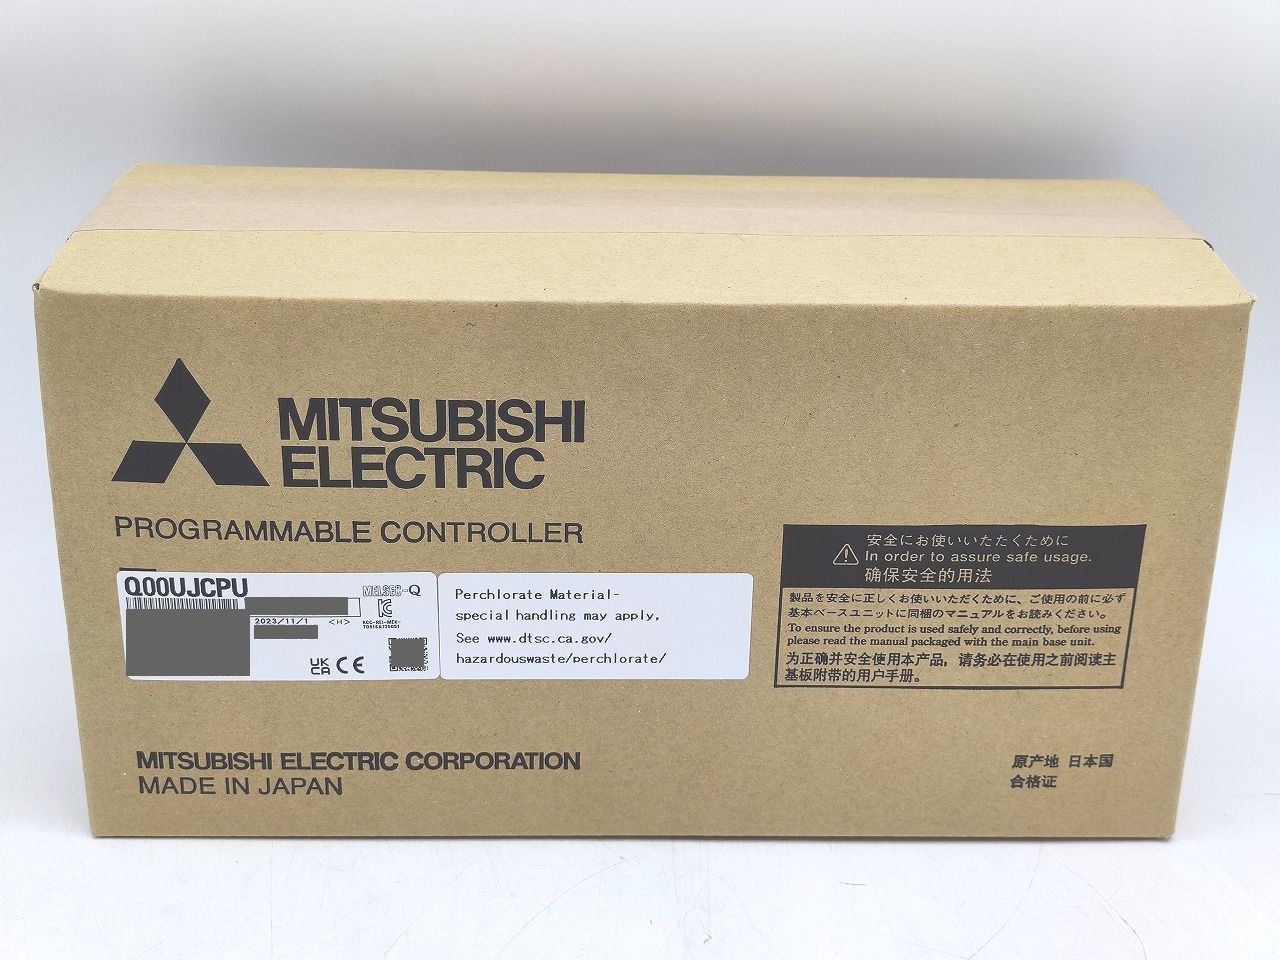 MITSUBISHI
ELECTRIC
PROGRAMMABLE CONTROLLER
Q00UJCPU
MELSEC-Q
2023/11/1 <H>
UK
CA CE
Perchlorate Material-
special handling may apply,
See www.dtsc.ca.gov/
hazardouswaste/perchlorate/
安全にお使いいたたくために
In order to assure safe usage.
确保安全的用法
製品を安全に正しくお使いいただくために、ご使用の前に必ず
基本ベースユニットに同梱のマニュアルをお読みください。
To ensure the product is used safely and correctly, before using
please read the manual packaged with the main base unit.
为正确并安全使用本产品，请务必在使用之前阅读主
基板附带的用户手册。
MITSUBISHI ELECTRIC CORPORATION
MADE IN JAPAN
原产地 日本国
合格证